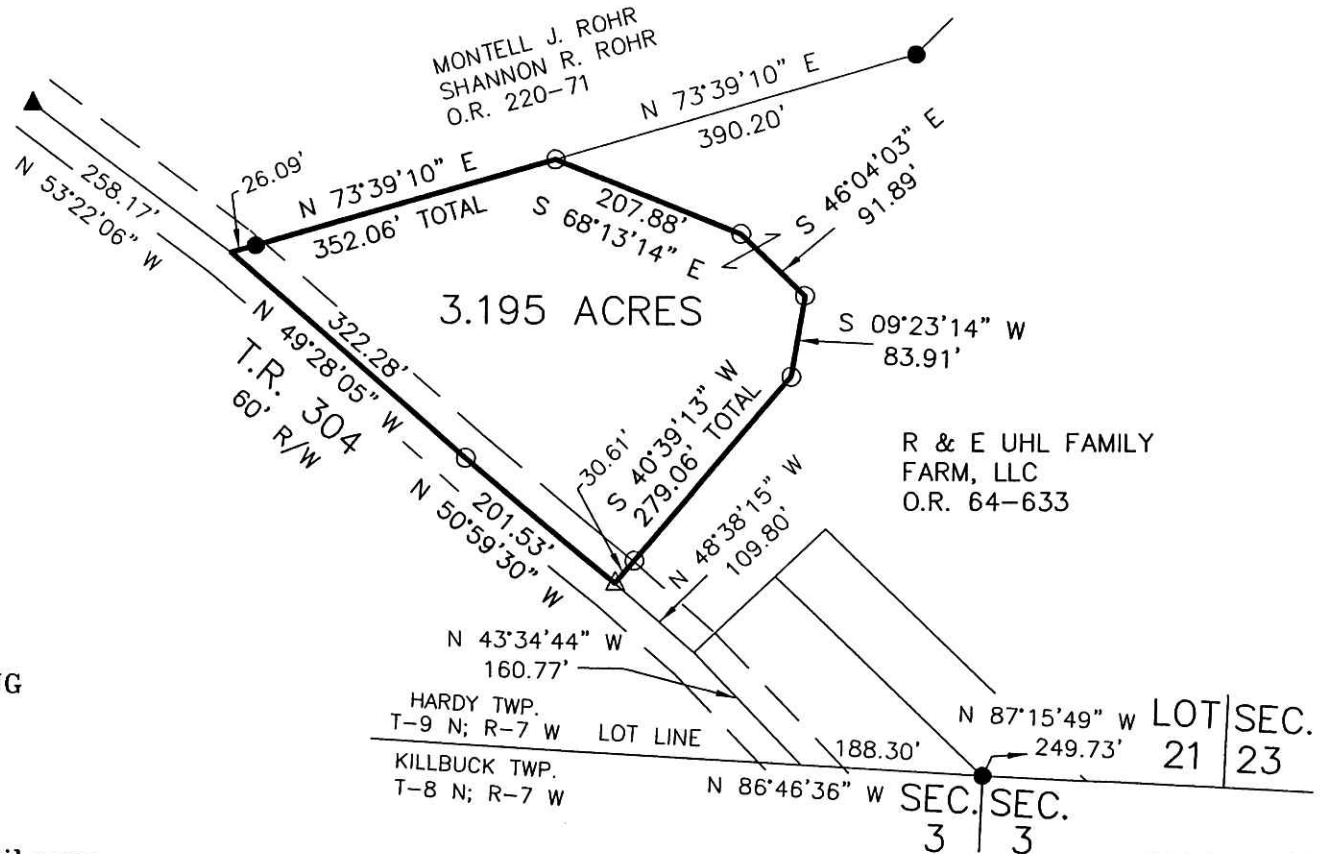 MONTELL J. ROHR
SHANNON R. ROHR
O.R. 220-71
N 73°39'10" E
390.20'
258.17'
N 53°22'06" W
26.09'
N 73°39'10" E
352.06' TOTAL
207.88'
S 68°13'14" E
S 46°04'03" E
91.89'
3.195 ACRES
S 09°23'14" W
83.91'
322.28'
N 49°28'05" W
T.R. 304
60' R/W
30.61'
S 40°39'13" W
279.06' TOTAL
R & E UHL FAMILY
FARM, LLC
O.R. 64-633
201.53'
N 50°59'30" W
N 48°38'15" W
109.80'
N 43°34'44" W
160.77'
HARDY TWP.
T-9 N; R-7 W
LOT LINE
KILLBUCK TWP.
T-8 N; R-7 W
188.30'
N 86°46'36" W
N 87°15'49" W
249.73'
LOT
21
SEC.
23
SEC.
3
SEC.
3